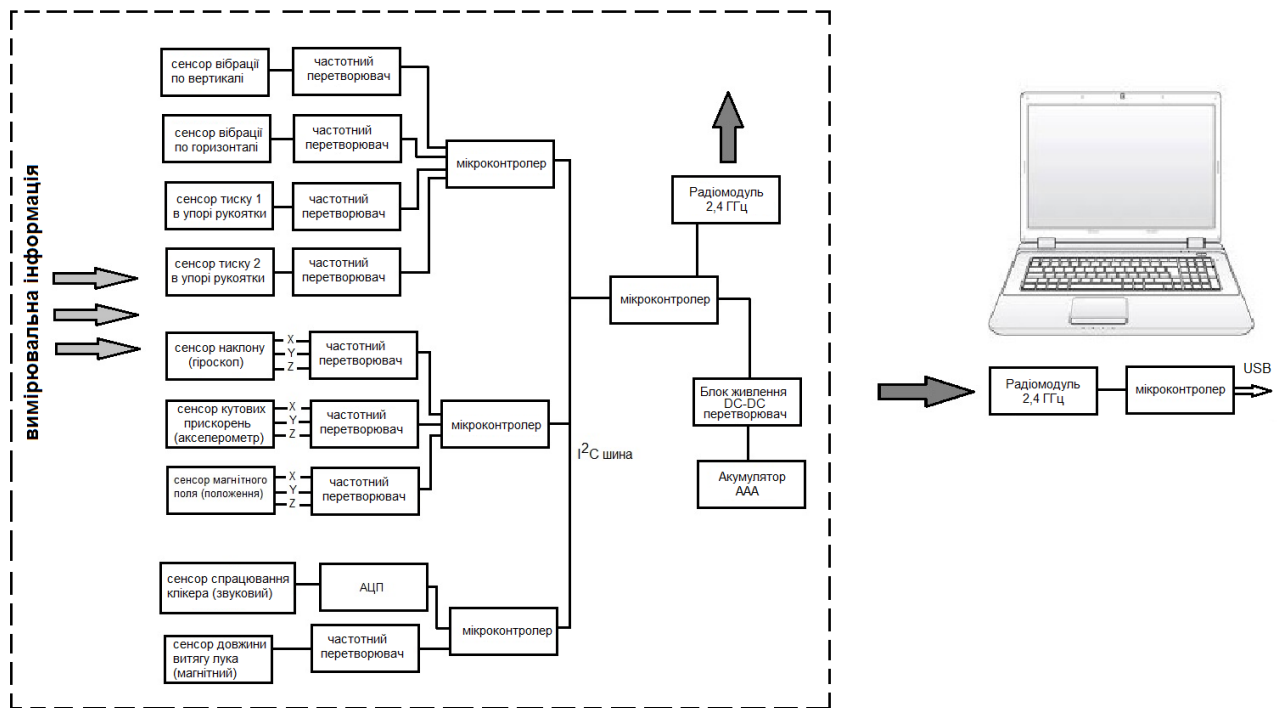 вимірювальна інформація
сенсор вібрації
по вертикалі
частотний
перетворювач
сенсор вібрації
по горизонталі
частотний
перетворювач
сенсор тиску 1
в упорі рукоятки
частотний
перетворювач
сенсор тиску 2
в упорі рукоятки
частотний
перетворювач
мікроконтролер
сенсор наклону
(гіроскоп)
X
Y
Z
частотний
перетворювач
сенсор кутових
прискорень
(акселерометр)
X
Y
Z
частотний
перетворювач
сенсор магнітного
поля (положення)
X
Y
Z
частотний
перетворювач
мікроконтролер
сенсор спрацювання
клікера (звуковий)
АЦП
сенсор довжини
витягу лука
(магнітний)
частотний
перетворювач
мікроконтролер
I²C шина
мікроконтролер
Радіомодуль
2,4 ГГц
Блок живлення
DC-DC
перетворювач
Акумулятор
ААА
Радіомодуль
2,4 ГГц
мікроконтролер
USB